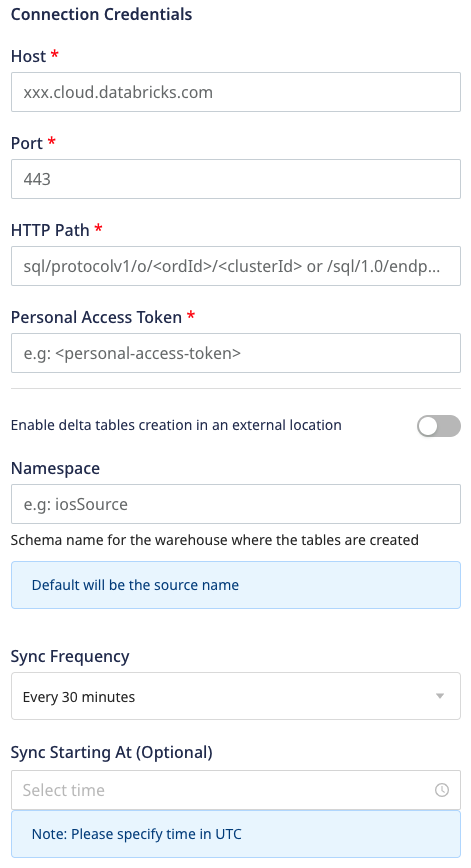 Connection Credentials
Host *
xxx.cloud.databricks.com
Port *
443
HTTP Path *
sql/protocolv1/o/<ordId>/<clusterId> or /sql/1.0/endp...
Personal Access Token *
e.g: <personal-access-token>
Enable delta tables creation in an external location
Namespace
e.g: iosSource
Schema name for the warehouse where the tables are created
Default will be the source name
Sync Frequency
Every 30 minutes
Sync Starting At (Optional)
Select time
Note: Please specify time in UTC